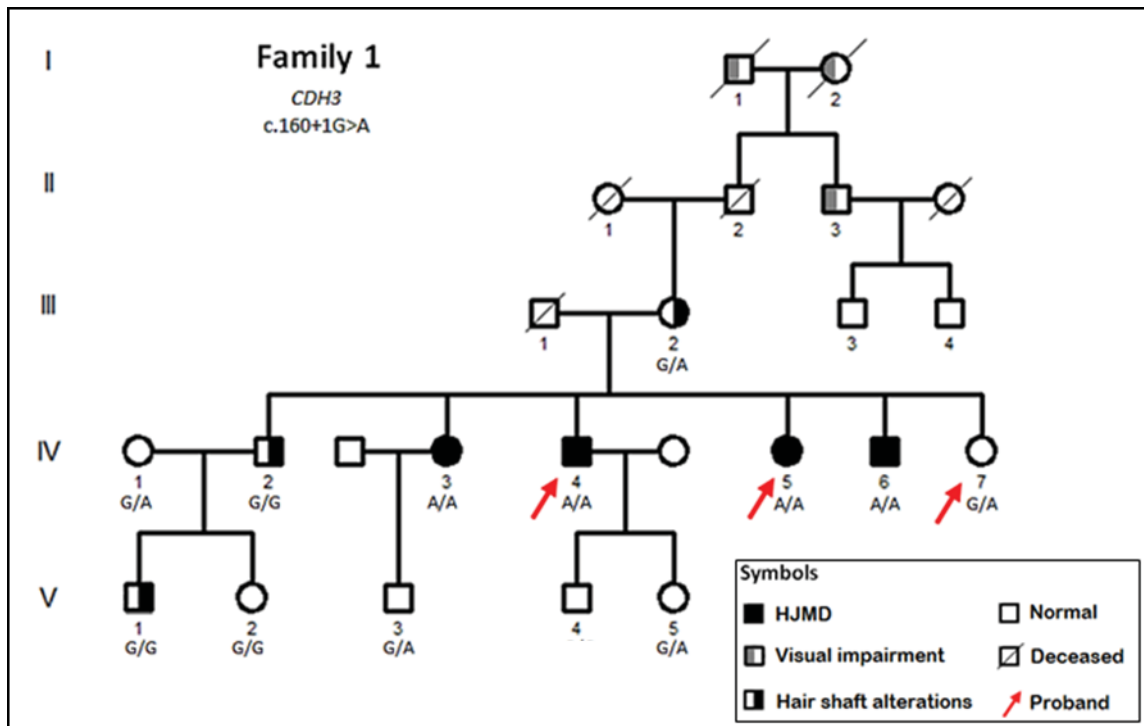 Family 1
CDH3
c.160+1G>A
I
1 2
II
1 2 3
III
1 2 3 4
G/A
IV
1 2 3 4 5 6 7
G/A G/G A/A A/A A/A A/A G/A
V
1 2 3 4 5
G/G G/G G/A G/A
Symbols
HJMD Normal
Visual impairment Deceased
Hair shaft alterations Proband